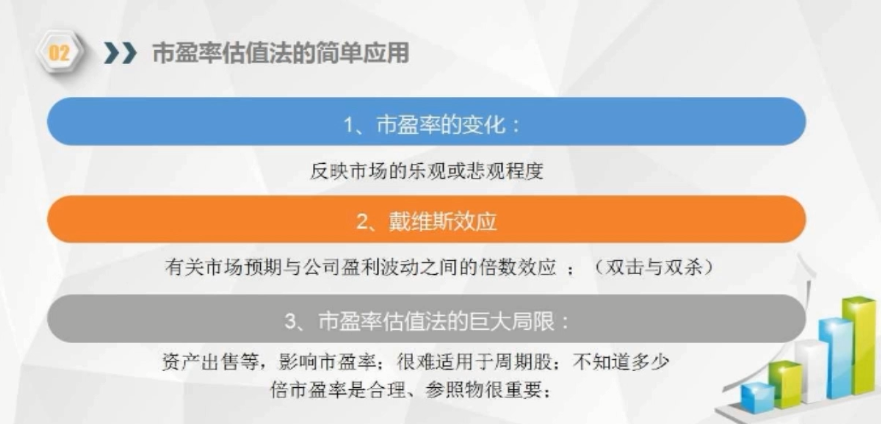 02
市盈率估值法的简单应用
1、市盈率的变化：
反映市场的乐观或悲观程度
2、戴维斯效应
有关市场预期与公司盈利波动之间的倍数效应 ；（双击与双杀）
3、市盈率估值法的巨大局限：
资产出售等，影响市盈率；很难适用于周期股；不知道多少
倍市盈率是合理、参照物很重要；